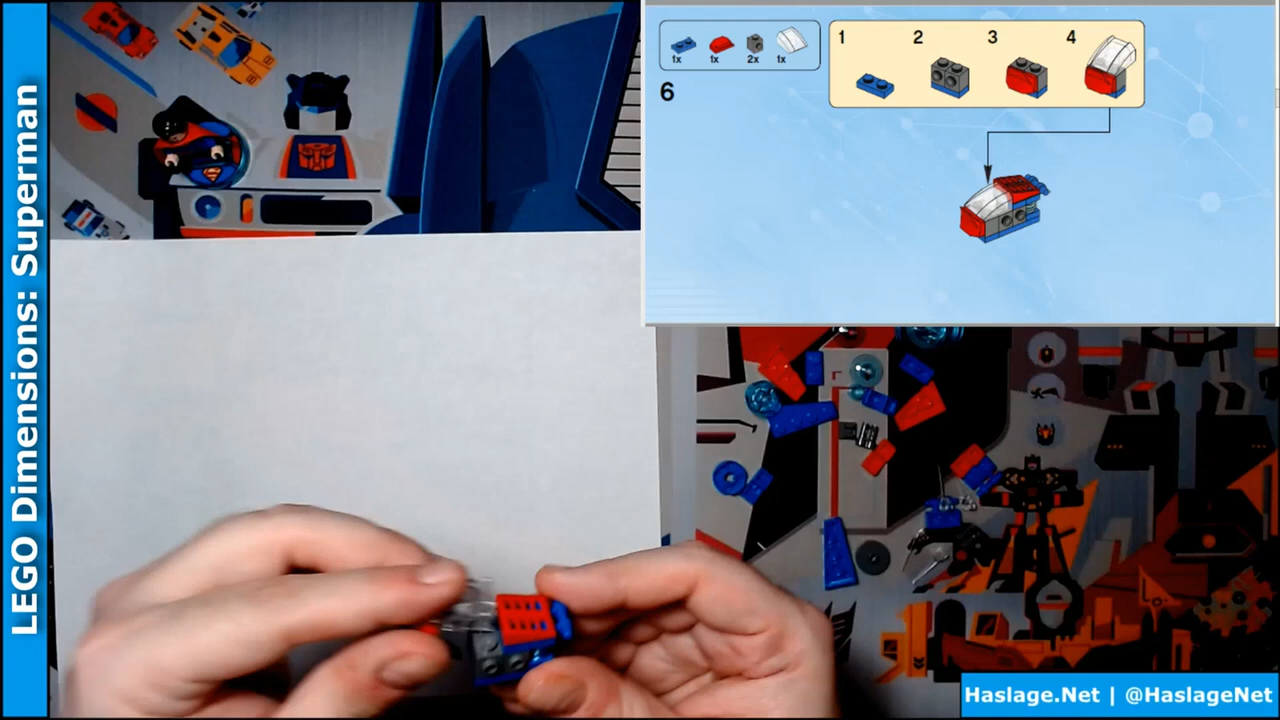 LEGO Dimensions: Superman
1x 1x 2x 1x
1 2 3 4
6
Haslage.Net | @HaslageNet